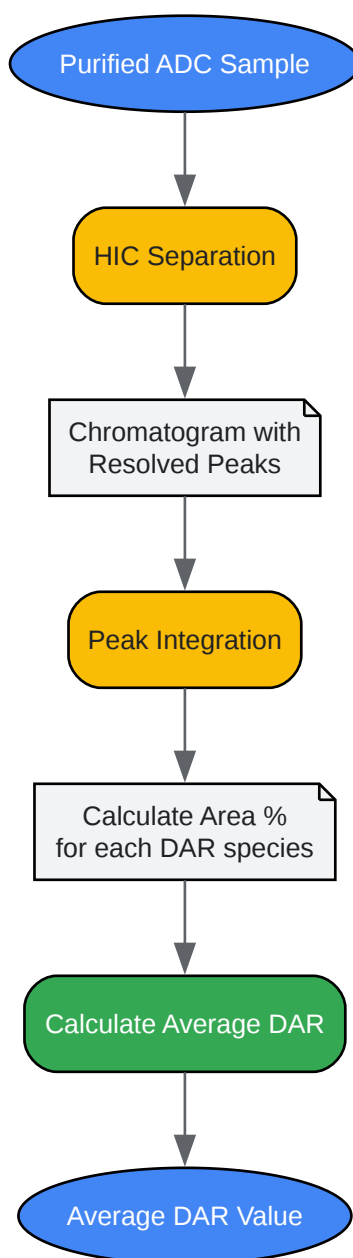 Purified ADC Sample
HIC Separation
Chromatogram with
Resolved Peaks
Peak Integration
Calculate Area %
for each DAR species
Calculate Average DAR
Average DAR Value